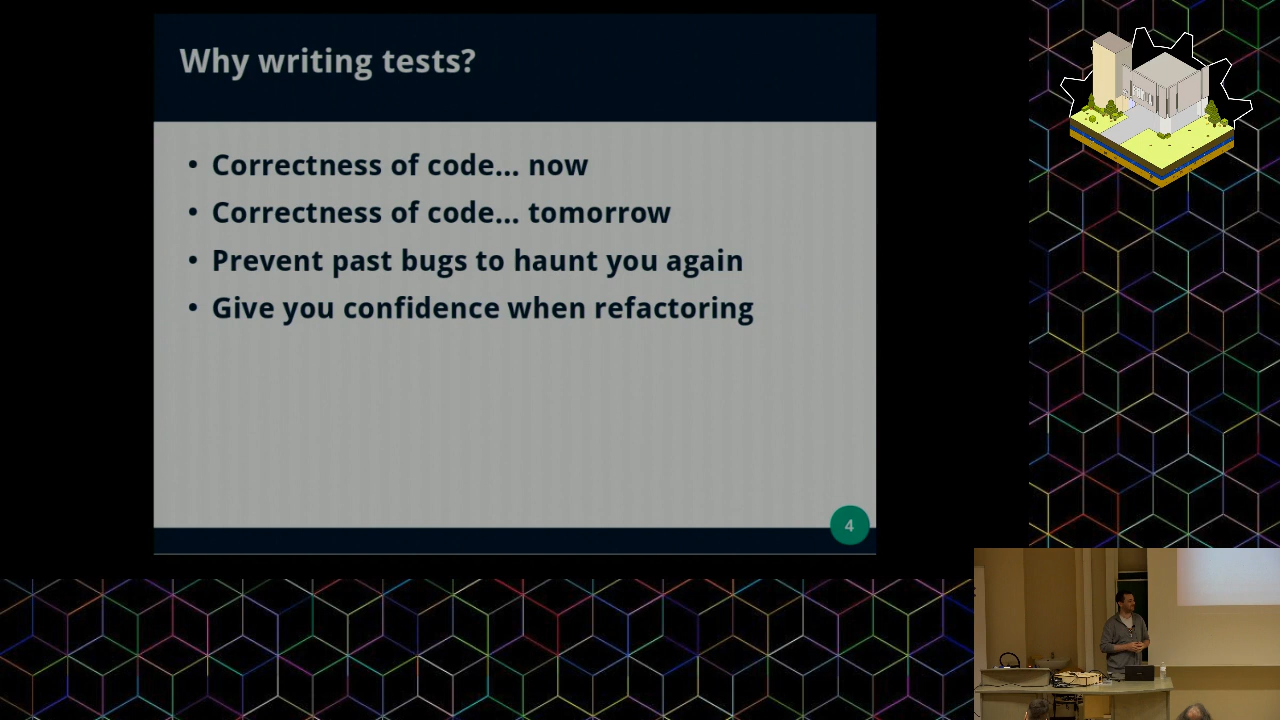 Why writing tests?
• Correctness of code... now
• Correctness of code... tomorrow
• Prevent past bugs to haunt you again
• Give you confidence when refactoring
4